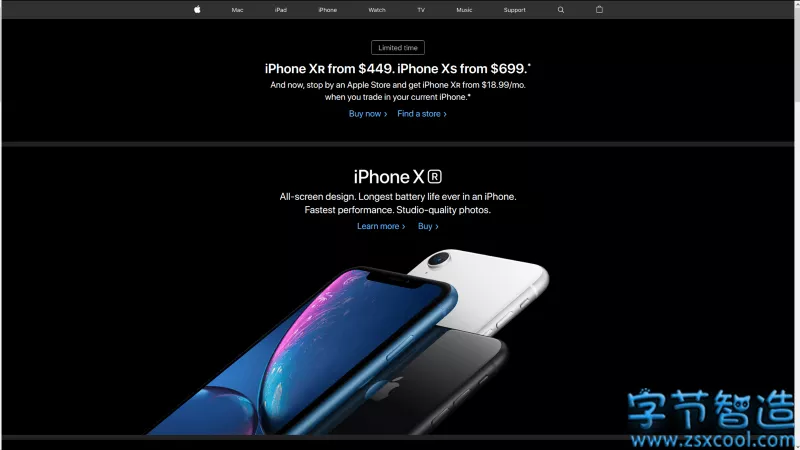 Mac iPad iPhone Watch TV Music Support
Limited time
iPhone XR from $449. iPhone Xs from $699.*
And now, stop by an Apple Store and get iPhone XR from $18.99/mo.
when you trade in your current iPhone.*
Buy now > Find a store >
iPhone XR
All-screen design. Longest battery life ever in an iPhone.
Fastest performance. Studio-quality photos.
Learn more > Buy >
字节智造
www.zsxcool.com